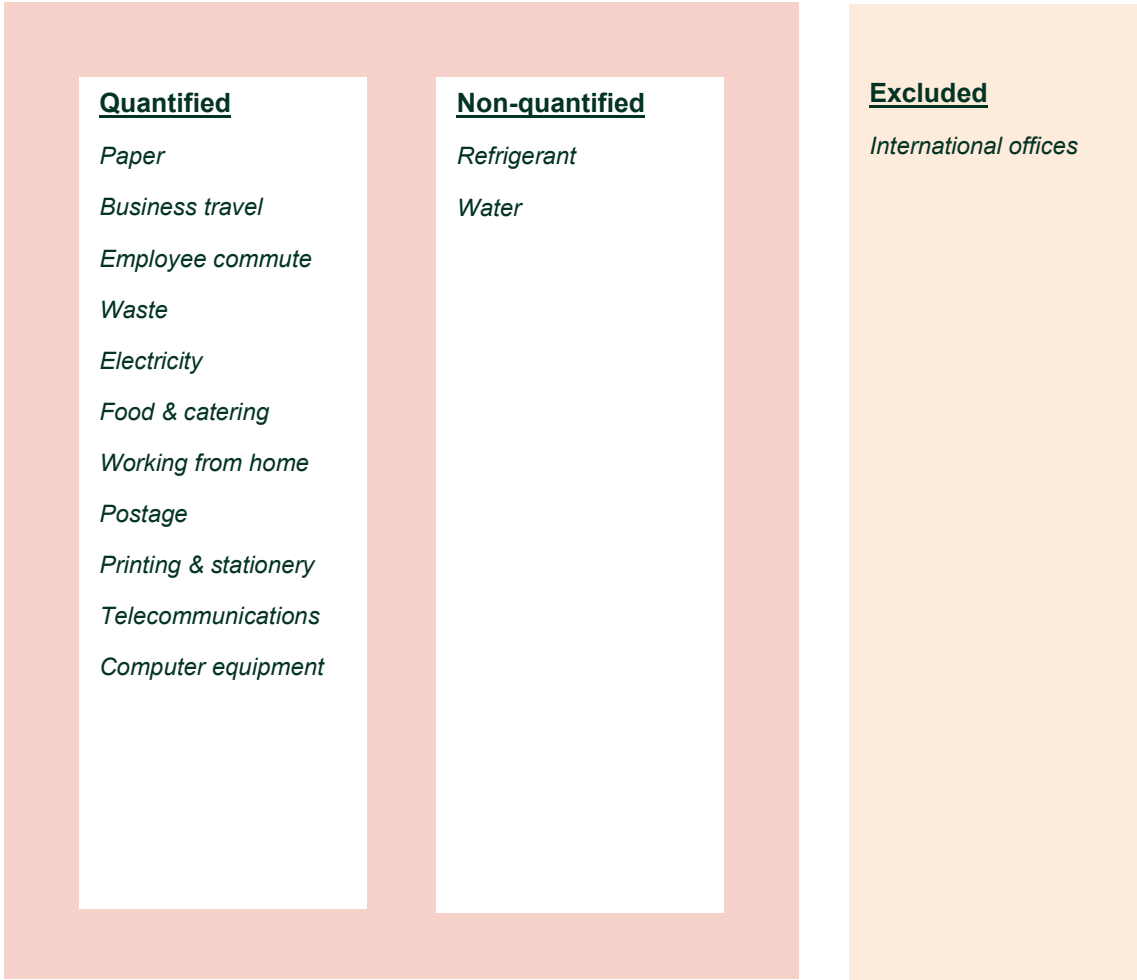 Quantified
Paper
Business travel
Employee commute
Waste
Electricity
Food & catering
Working from home
Postage
Printing & stationery
Telecommunications
Computer equipment
Non-quantified
Refrigerant
Water
Excluded
International offices